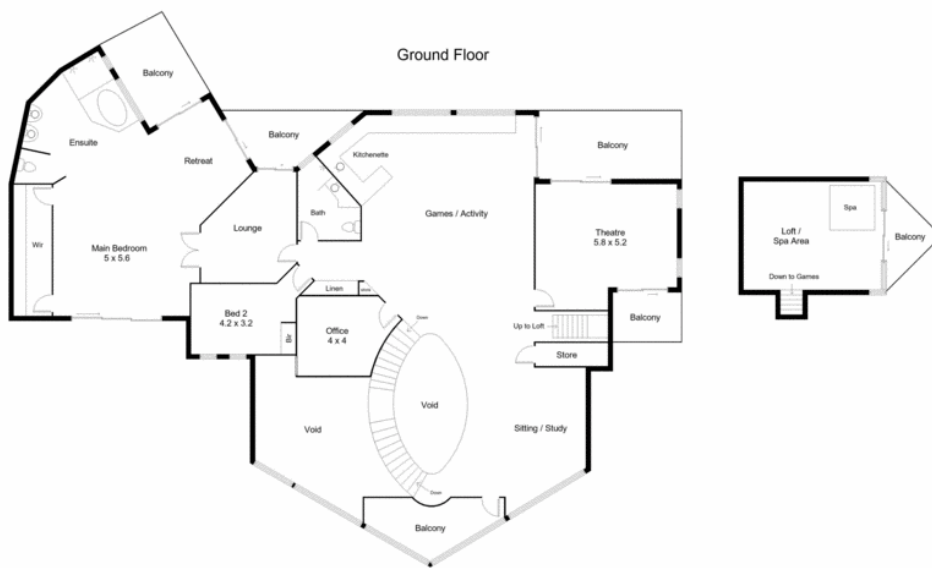 Ground Floor
Balcony
Ensuite
Balcony
Retreat
Kitchenette
Balcony
Bath
Games / Activity
Lounge
Theatre
5.8 x 5.2
Wir
Main Bedroom
5 x 5.6
Linen
Bed 2
4.2 x 3.2
Bir
Office
4 x 4
Down
Up to Loft
Balcony
Store
Void
Void
Sitting / Study
Down
Balcony
Spa
Loft /
Spa Area
Balcony
Down to Games